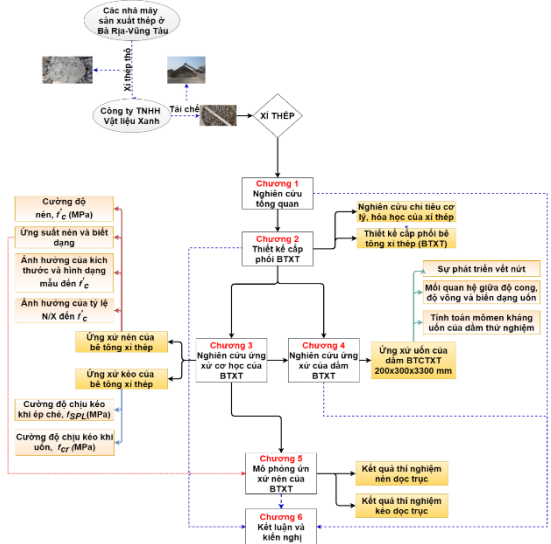 Các nhà máy
sản xuất thép ở
Bà Rịa-Vũng Tàu
Xỉ thép thô
Công ty TNHH
Vật liệu Xanh
Tái chế
XỈ THÉP
Chương 1
Nghiên cứu
tổng quan
Chương 2
Thiết kế cấp
phối BTXT
Nghiên cứu chỉ tiêu cơ
lý, hóa học của xỉ thép
Thiết kế cấp phối bê
tông xỉ thép (BTXT)
Cường độ
nén, f'c (MPa)
Ứng suất nén và biết
dạng
Ảnh hưởng của kích
thước và hình dạng
mẫu đến f'c
Ảnh hưởng của tỷ lệ
N/X đến f'c
Ứng xử nén của
bê tông xỉ thép
Ứng xử kéo của
bê tông xỉ thép
Cường độ chịu kéo
khi ép chẻ, fSPL(MPa)
Cường độ chịu kéo khi
uốn, fcr (MPa)
Chương 3
Nghiên cứu ứng
xử cơ học của
BTXT
Chương 4
Nghiên cứu ứng
xử của dầm
BTXT
Sự phát triển vết nứt
Mối quan hệ giữa độ cong,
độ võng và biến dạng uốn
Tính toán mômen kháng
uốn của dầm thử nghiệm
Ứng xử uốn của
dầm BTCTXT
200x300x3300 mm
Chương 5
Mô phỏng ứn
xử nén của
BTXT
Kết quả thí nghiệm
nén dọc trục
Kết quả thí nghiệm
kéo dọc trục
Chương 6
Kết luận và
kiến nghị